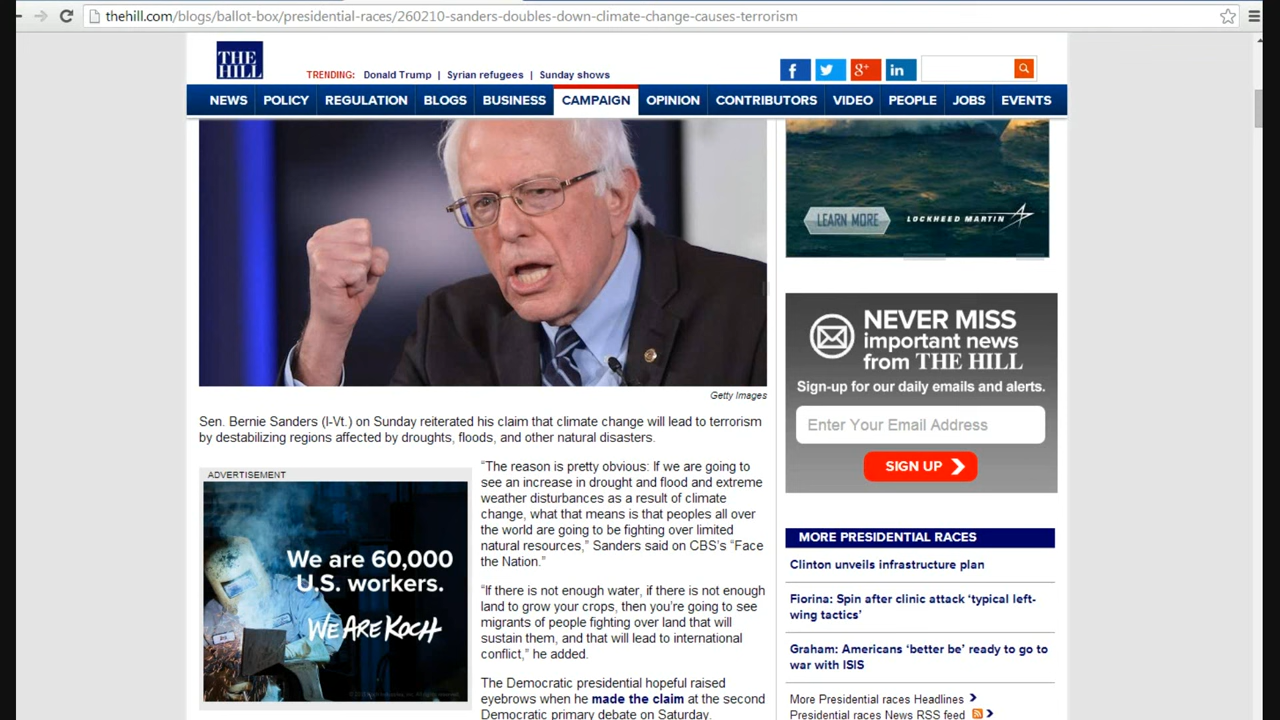 thehill.com/blogs/ballot-box/presidential-races/260210-sanders-doubles-down-climate-change-causes-terrorism
THE
HILL
TRENDING: Donald Trump | Syrian refugees | Sunday shows
NEWS POLICY REGULATION BLOGS BUSINESS CAMPAIGN OPINION CONTRIBUTORS VIDEO PEOPLE JOBS EVENTS
Getty Images
Sen. Bernie Sanders (I-Vt.) on Sunday reiterated his claim that climate change will lead to terrorism
by destabilizing regions affected by droughts, floods, and other natural disasters.
ADVERTISEMENT
We are 60,000
U.S. workers.
WE ARE KOCH
“The reason is pretty obvious: If we are going to
see an increase in drought and flood and extreme
weather disturbances as a result of climate
change, what that means is that peoples all over
the world are going to be fighting over limited
natural resources,” Sanders said on CBS’s “Face
the Nation.”
“If there is not enough water, if there is not enough
land to grow your crops, then you’re going to see
migrants of people fighting over land that will
sustain them, and that will lead to international
conflict,” he added.
The Democratic presidential hopeful raised
eyebrows when he made the claim at the second
Democratic primary debate on Saturday.
LEARN MORE LOCKHEED MARTIN
NEVER MISS
important news
from THE HILL
Sign-up for our daily emails and alerts.
Enter Your Email Address
SIGN UP
MORE PRESIDENTIAL RACES
Clinton unveils infrastructure plan
Fiorina: Spin after clinic attack ‘typical left-
wing tactics’
Graham: Americans ‘better be’ ready to go to
war with ISIS
More Presidential races Headlines
Presidential races News RSS feed